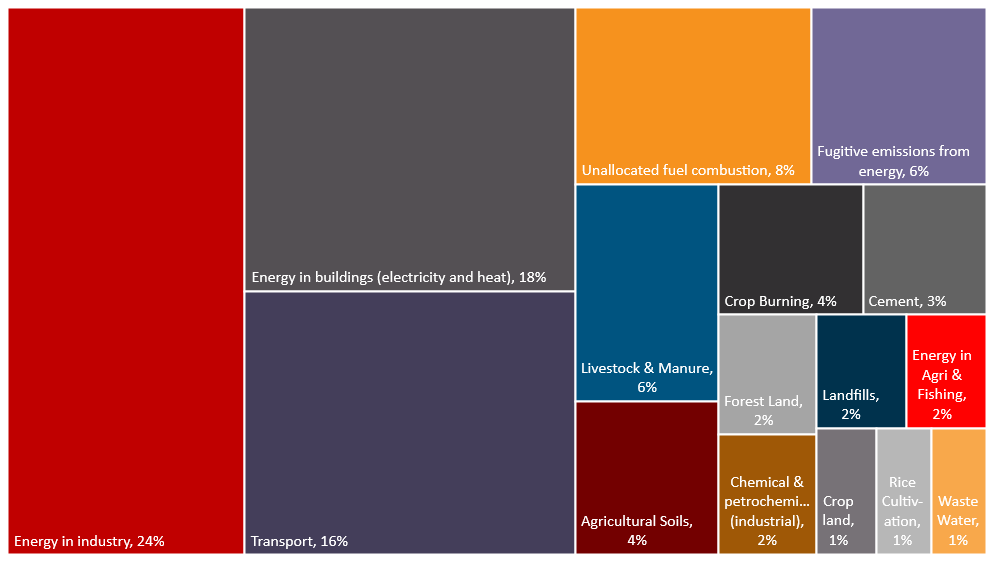 Energy in industry, 24%
Energy in buildings (electricity and heat), 18%
Transport, 16%
Unallocated fuel combustion, 8%
Fugitive emissions from
energy, 6%
Livestock & Manure,
6%
Agricultural Soils,
4%
Crop Burning, 4%
Cement, 3%
Forest Land,
2%
Chemical &
petrochemi...
(industrial),
2%
Landfills,
2%
Energy in
Agri &
Fishing,
2%
Crop
land,
1%
Rice
Cultiv-
ation,
1%
Waste
Water,
1%